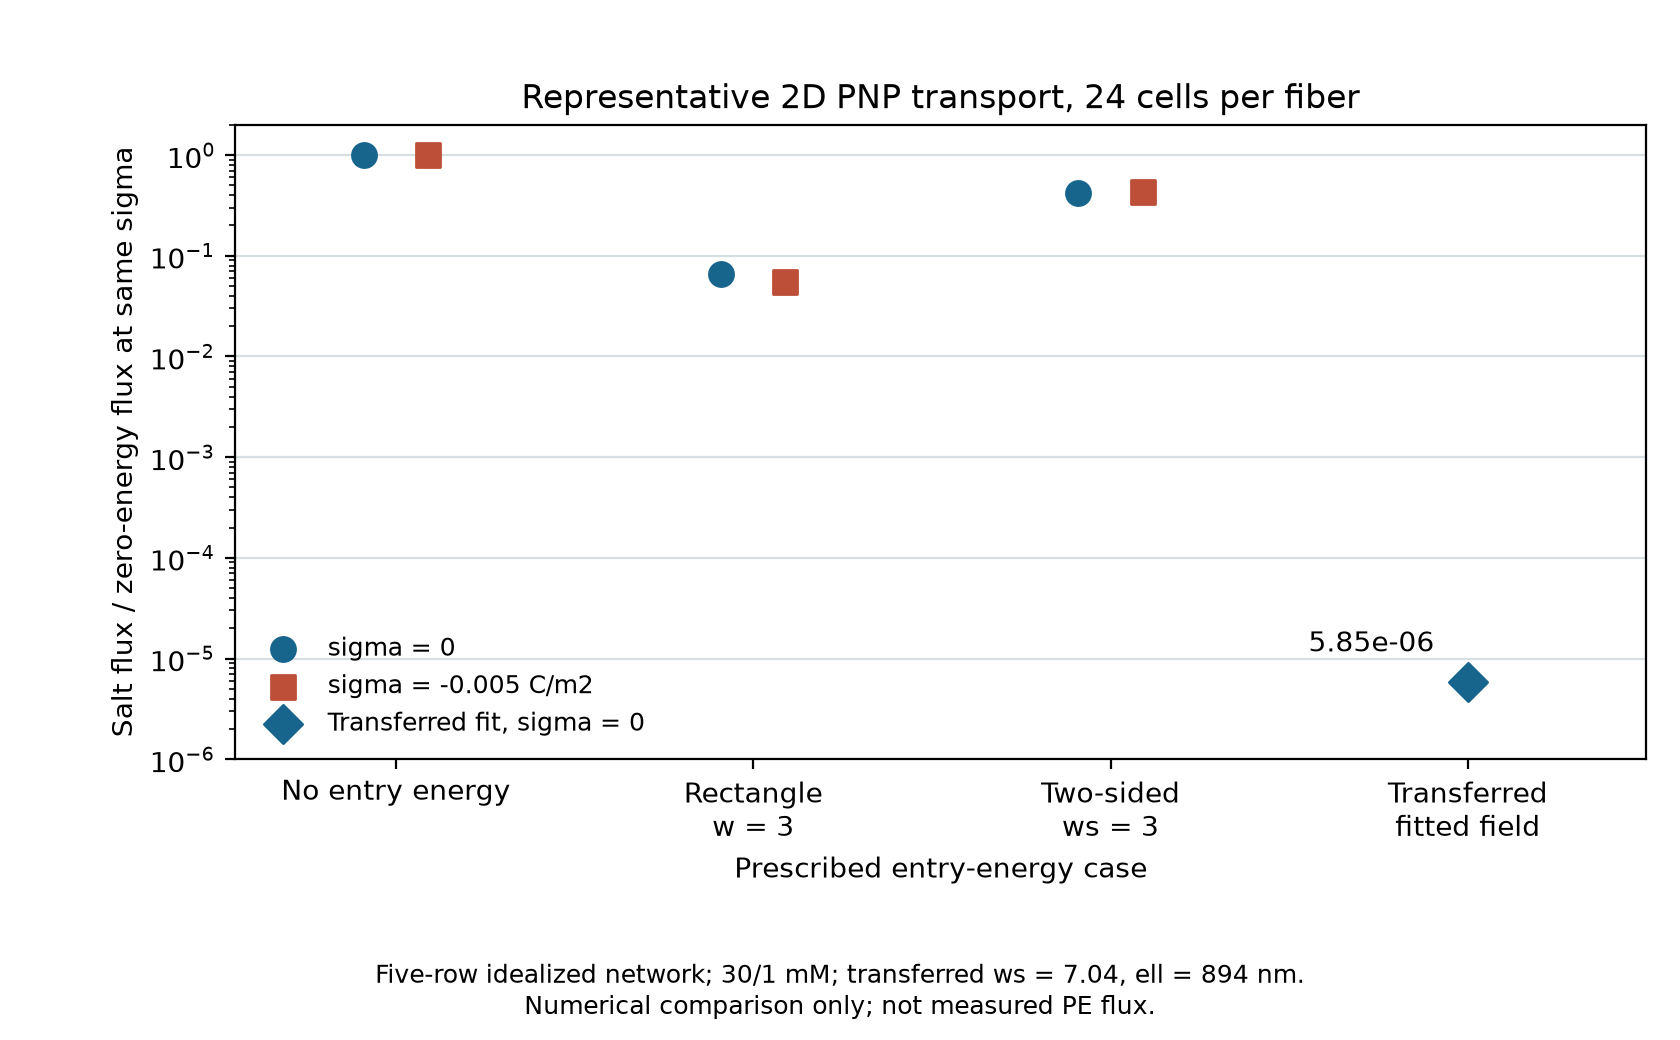 Representative 2D PNP transport, 24 cells per fiber
Salt flux / zero-energy flux at same sigma
10⁰
10⁻¹
10⁻²
10⁻³
10⁻⁴
10⁻⁵
10⁻⁶
5.85e-06
sigma = 0
sigma = -0.005 C/m2
Transferred fit, sigma = 0
No entry energy
Rectangle
w = 3
Two-sided
ws = 3
Transferred
fitted field
Prescribed entry-energy case
Five-row idealized network; 30/1 mM; transferred ws = 7.04, ell = 894 nm.
Numerical comparison only; not measured PE flux.